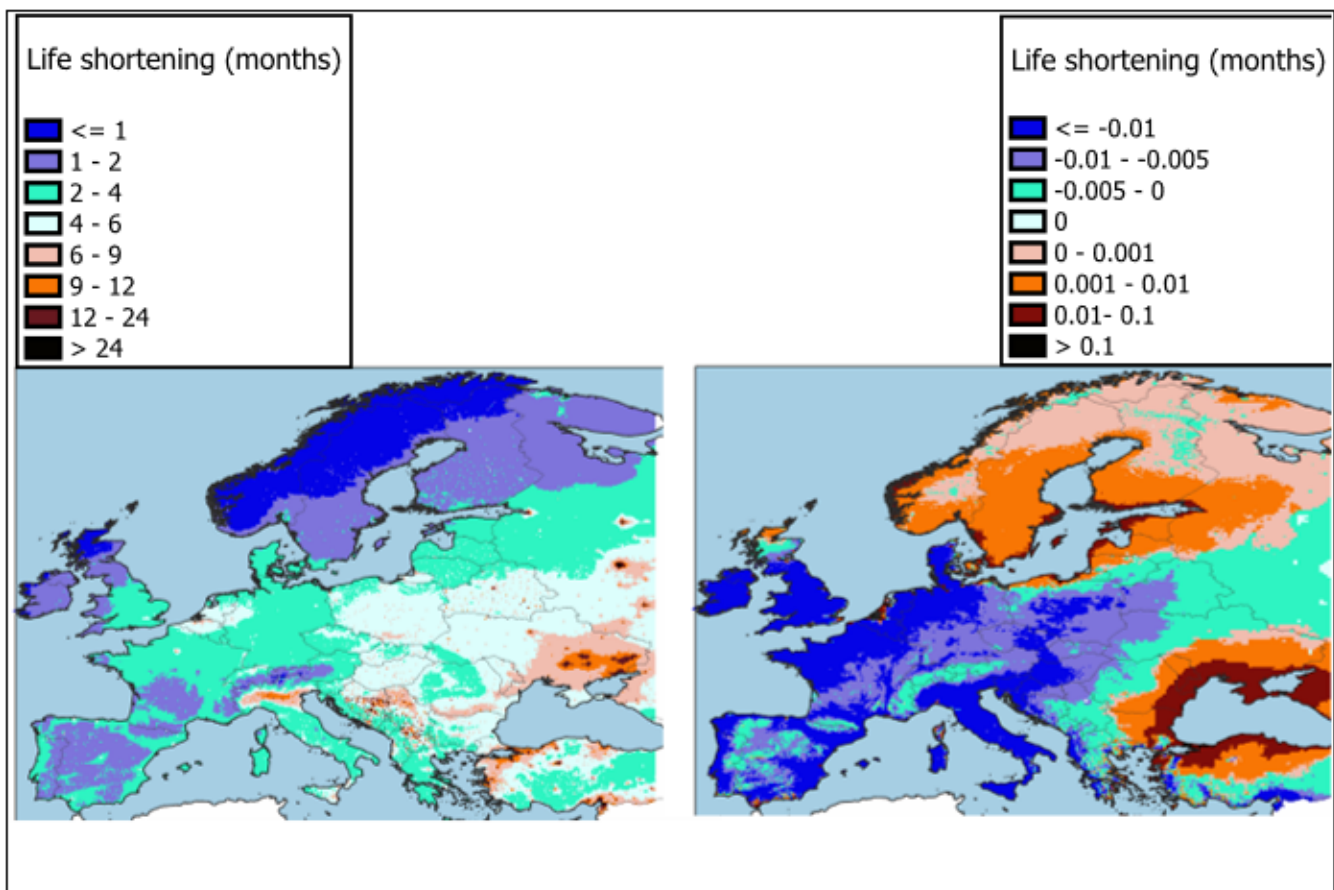 Life shortening (months)
<= 1
1 - 2
2 - 4
4 - 6
6 - 9
9 - 12
12 - 24
> 24
Life shortening (months)
<= -0.01
-0.01 - -0.005
-0.005 - 0
0
0 - 0.001
0.001 - 0.01
0.01- 0.1
> 0.1